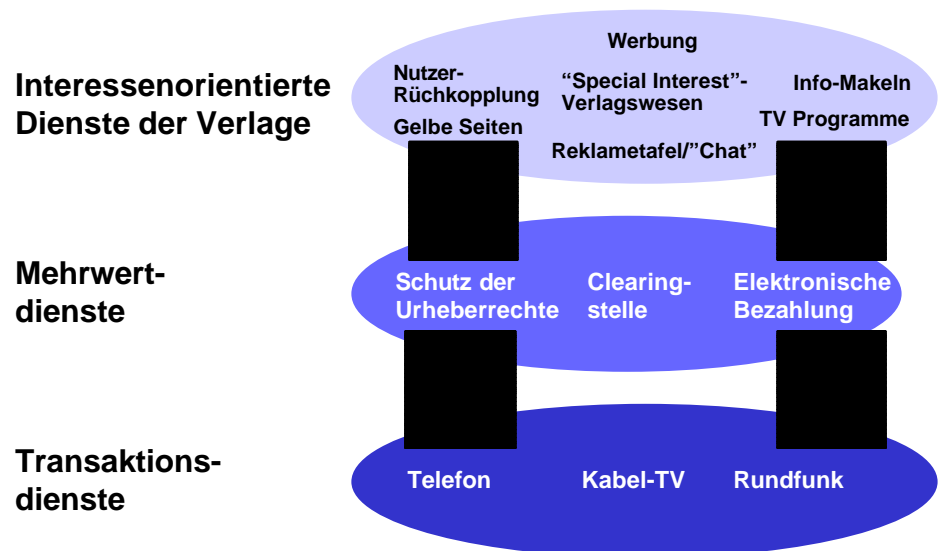 Interessenorientierte
Dienste der Verlage
Werbung
Nutzer-
Rüchkopplung
“Special Interest”-
Verlagswesen
Info-Makeln
Gelbe Seiten
TV Programme
Reklametafel/”Chat”
Mehrwert-
dienste
Schutz der
Urheberrechte
Clearing-
stelle
Elektronische
Bezahlung
Transaktions-
dienste
Telefon
Kabel-TV
Rundfunk